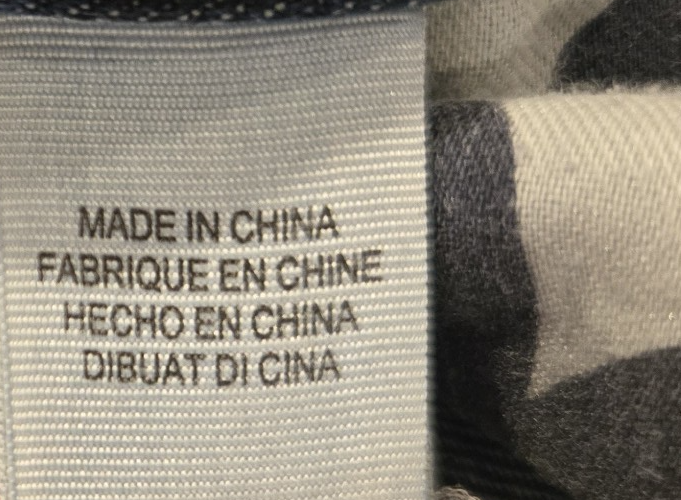 MADE IN CHINA
FABRIQUE EN CHINE
HECHO EN CHINA
DIBUAT DI CINA